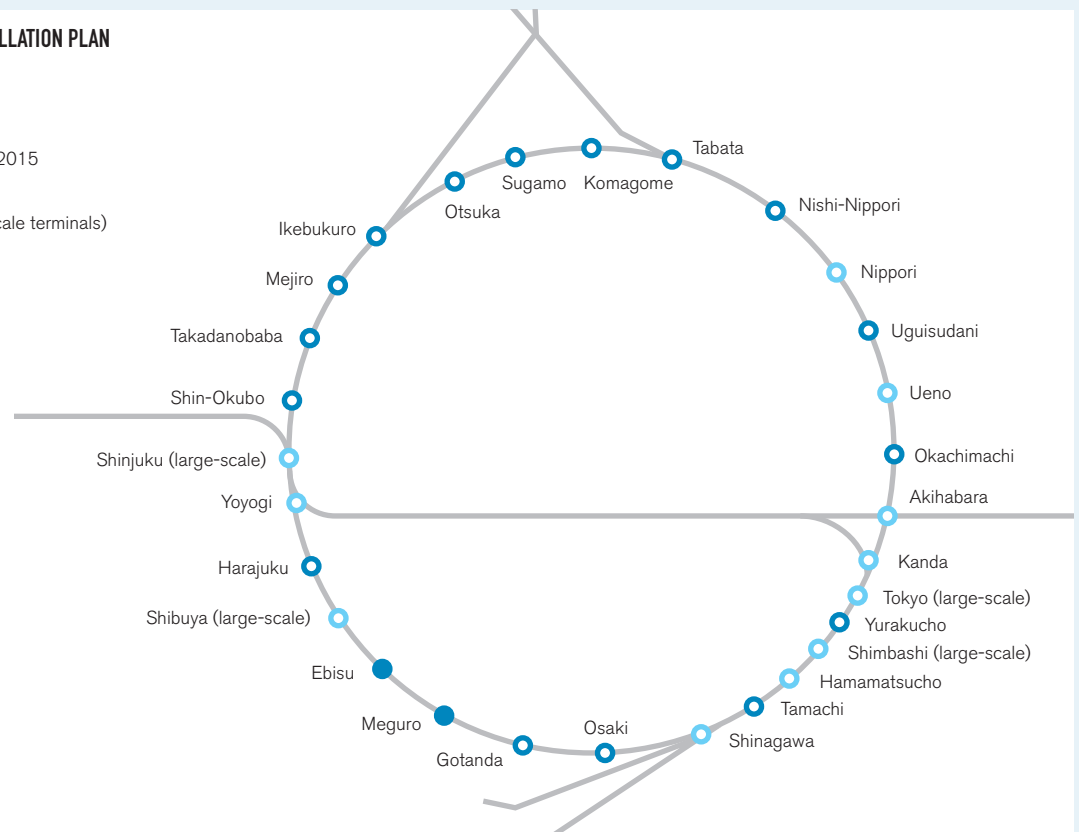 LLATION PLAN
2015
cale terminals)
Tabata
Sugamo
Komagome
Otsuka
Nishi-Nippori
Ikebukuro
Nippori
Mejiro
Uguisudani
Takadanobaba
Ueno
Shin-Okubo
Okachimachi
Shinjuku (large-scale)
Akihabara
Yoyogi
Kanda
Harajuku
Tokyo (large-scale)
Shibuya (large-scale)
Yurakucho
Shimbashi (large-scale)
Ebisu
Hamamatsucho
Meguro
Tamachi
Osaki
Shinagawa
Gotanda